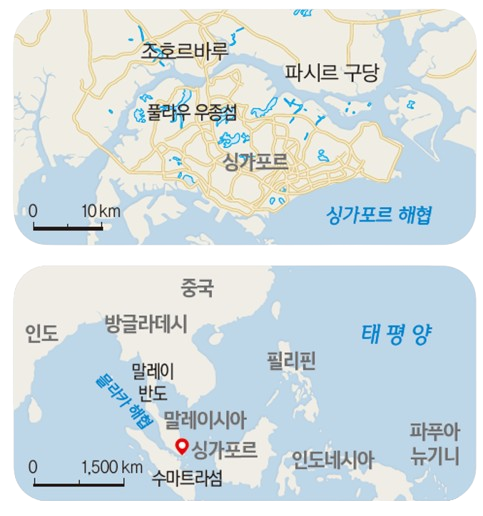 조호르바루
파시르 구당
풀라우 우종섬
싱가포르
0 10 km
싱가포르 해협
중국
인도
방글라데시
태평양
필리핀
말레이
반도
믈라카 해협
말레이시아
싱가포르
파푸아
뉴기니
인도네시아
0 1,500 km
수마트라섬